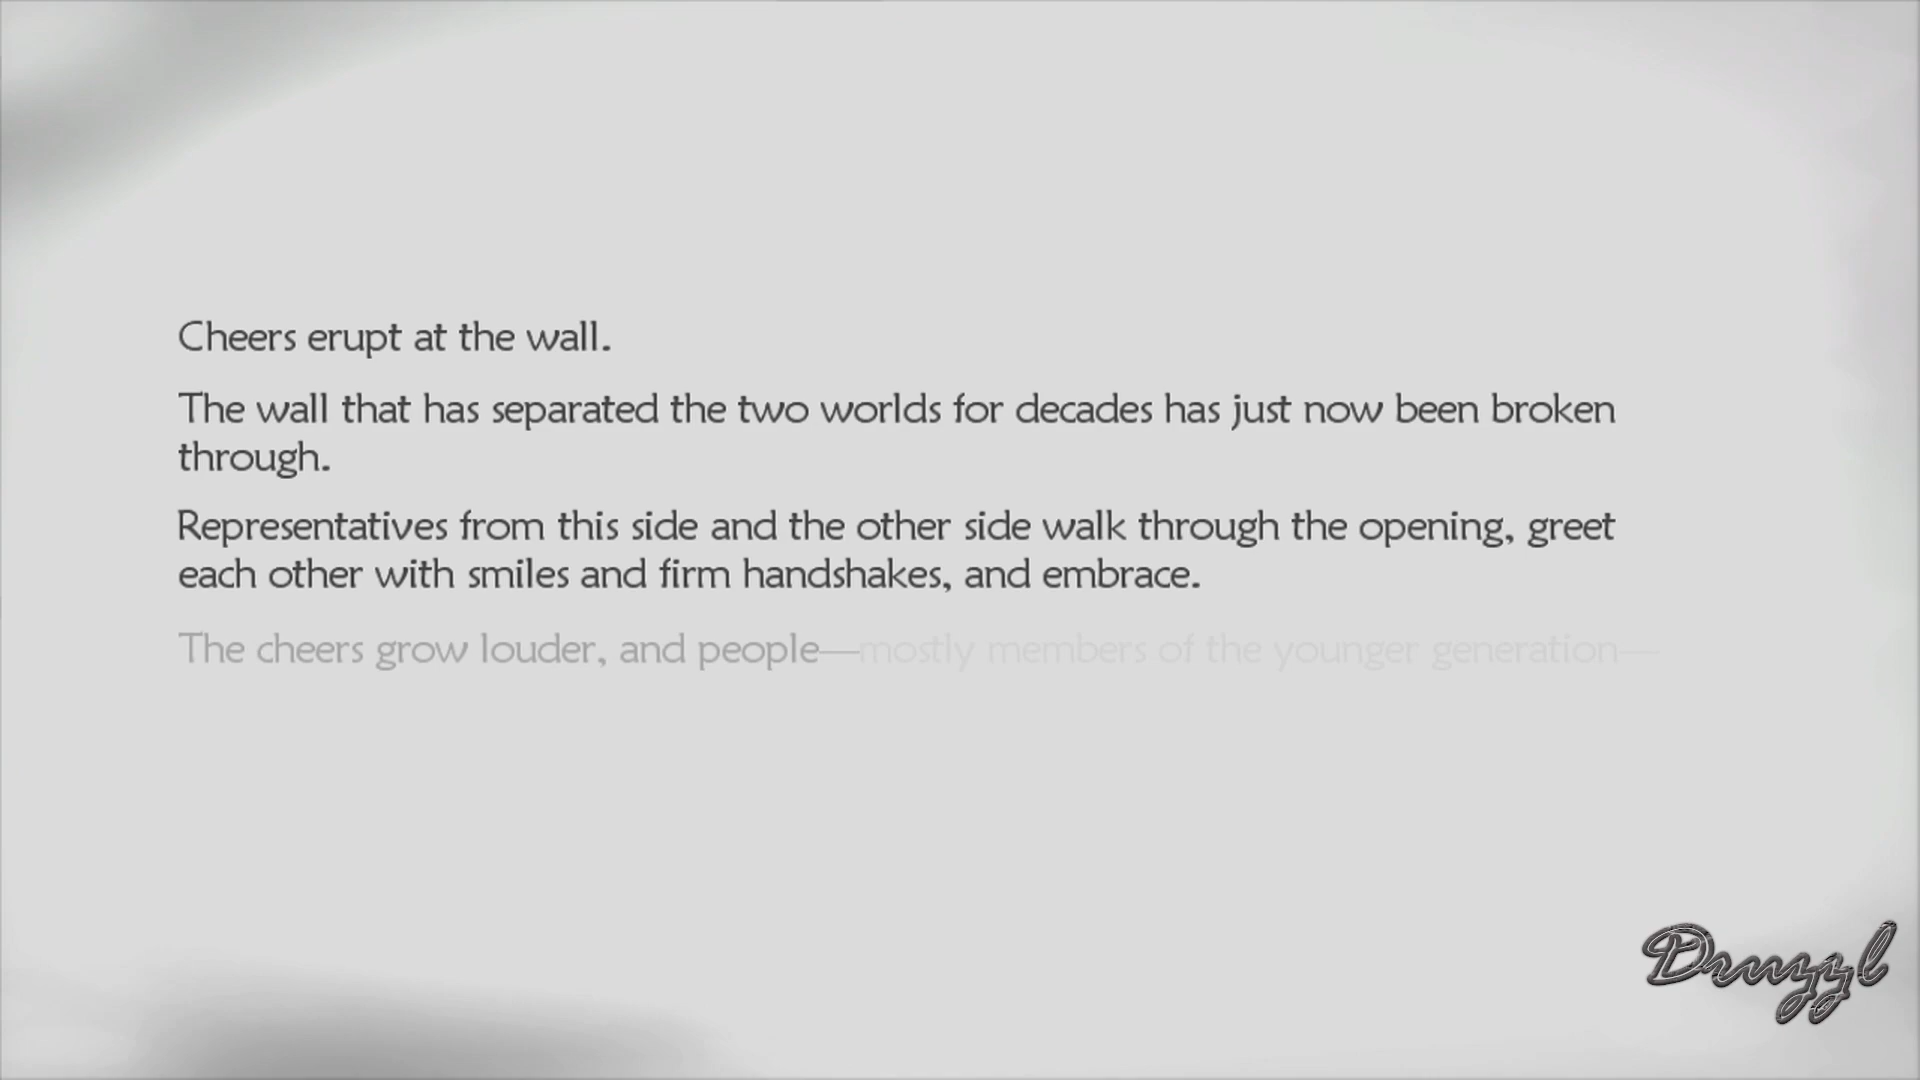 Cheers erupt at the wall.
The wall that has separated the two worlds for decades has just now been broken
through.
Representatives from this side and the other side walk through the opening, greet
each other with smiles and firm handshakes, and embrace.
The cheers grow louder, and people—mostly members of the younger generation—
Druzzl